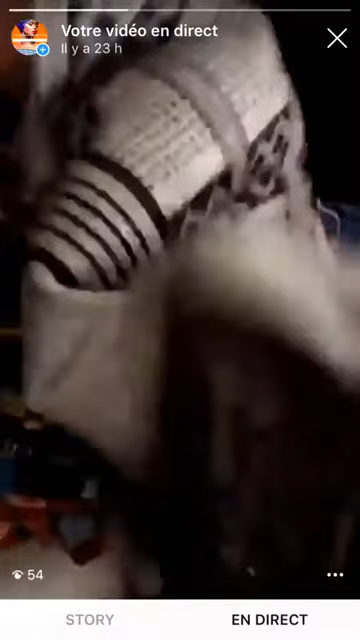 Votre vidéo en direct
Il y a 23 h
54
STORY
EN DIRECT